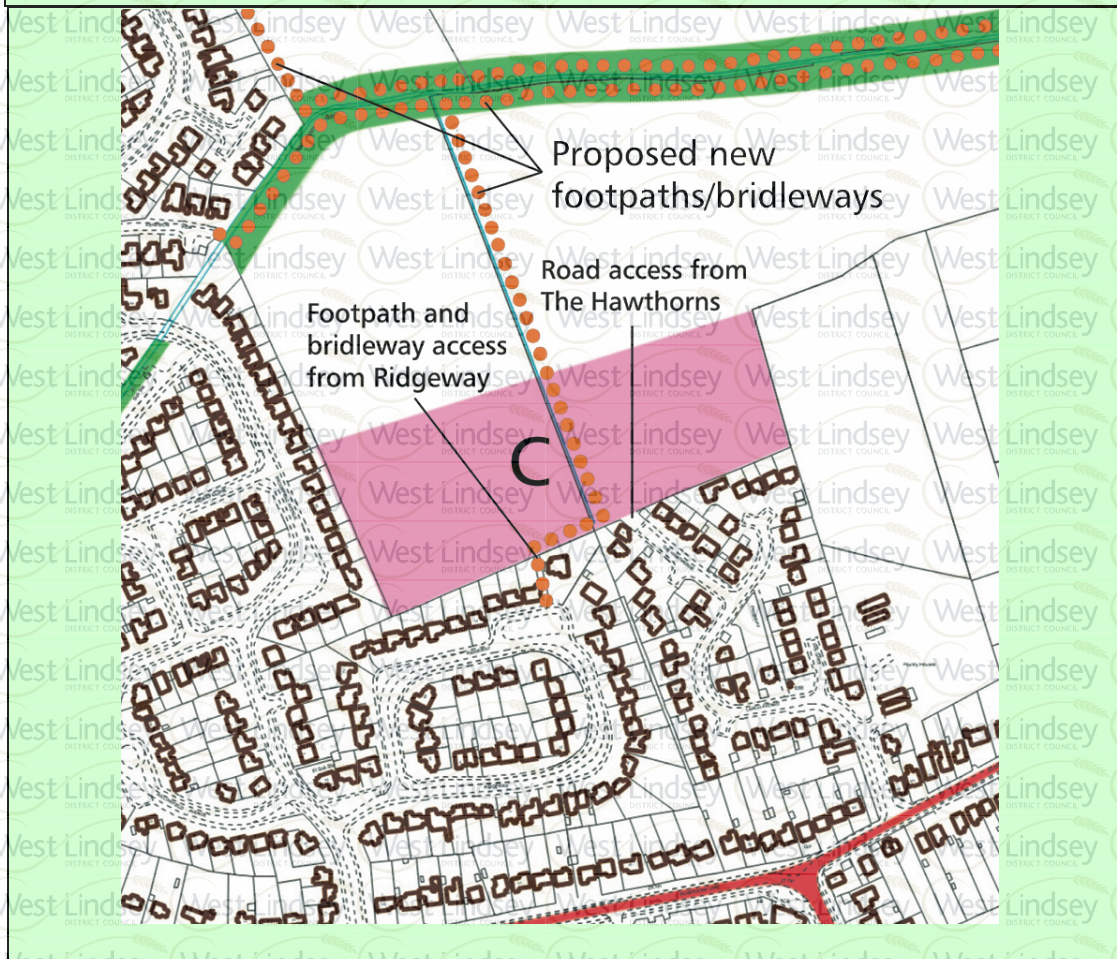 Proposed new
footpaths/bridleways
Road access from
The Hawthorns
Footpath and
bridleway access
from Ridgeway
C
West Lindsey
DISTRICT COUNCIL